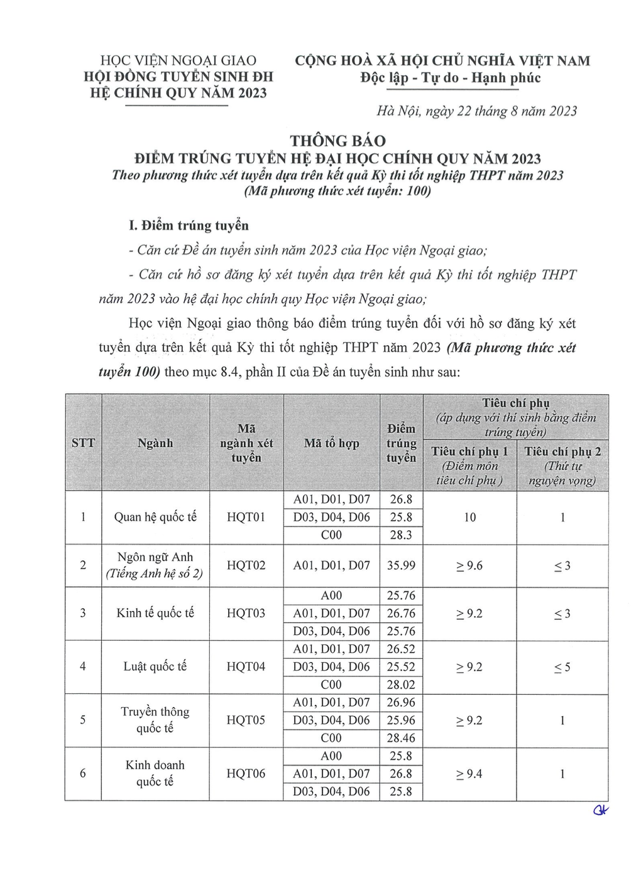 HỌC VIỆN NGOẠI GIAO
HỘI ĐỒNG TUYỂN SINH ĐH
HỆ CHÍNH QUY NĂM 2023
CỘNG HOÀ XÃ HỘI CHỦ NGHĨA VIỆT NAM
Độc lập - Tự do - Hạnh phúc
Hà Nội, ngày 22 tháng 8 năm 2023
THÔNG BÁO
ĐIỂM TRÚNG TUYỂN HỆ ĐẠI HỌC CHÍNH QUY NĂM 2023
Theo phương thức xét tuyển dựa trên kết quả Kỳ thi tốt nghiệp THPT năm 2023
(Mã phương thức xét tuyển: 100)
I. Điểm trúng tuyển
- Căn cứ Đề án tuyển sinh năm 2023 của Học viện Ngoại giao;
- Căn cứ hồ sơ đăng ký xét tuyển dựa trên kết quả Kỳ thi tốt nghiệp THPT
năm 2023 vào hệ đại học chính quy Học viện Ngoại giao;
Học viện Ngoại giao thông báo điểm trúng tuyển đối với hồ sơ đăng ký xét
tuyển dựa trên kết quả Kỳ thi tốt nghiệp THPT năm 2023 (Mã phương thức xét
tuyển 100) theo mục 8.4, phần II của Đề án tuyển sinh như sau:
STT
Ngành
Mã
ngành xét
tuyển
Mã tổ hợp
Điểm
trúng
tuyển
Tiêu chí phụ
(áp dụng với thí sinh bằng điểm
trúng tuyển)
Tiêu chí phụ 1
(Điểm môn
tiêu chí phụ )
Tiêu chí phụ 2
(Thứ tự
nguyện vọng)
1
Quan hệ quốc tế
HQT01
A01, D01, D07 26.8
D03, D04, D06 25.8
C00 28.3
10
1
2
Ngôn ngữ Anh
(Tiếng Anh hệ số 2)
HQT02
A01, D01, D07 35.99
≥ 9.6
≤ 3
3
Kinh tế quốc tế
HQT03
A00 25.76
A01, D01, D07 26.76
D03, D04, D06 25.76
≥ 9.2
≤ 3
4
Luật quốc tế
HQT04
A01, D01, D07 26.52
D03, D04, D06 25.52
C00 28.02
≥ 9.2
≤ 5
5
Truyền thông
quốc tế
HQT05
A01, D01, D07 26.96
D03, D04, D06 25.96
C00 28.46
≥ 9.2
1
6
Kinh doanh
quốc tế
HQT06
A00 25.8
A01, D01, D07 26.8
D03, D04, D06 25.8
≥ 9.4
1